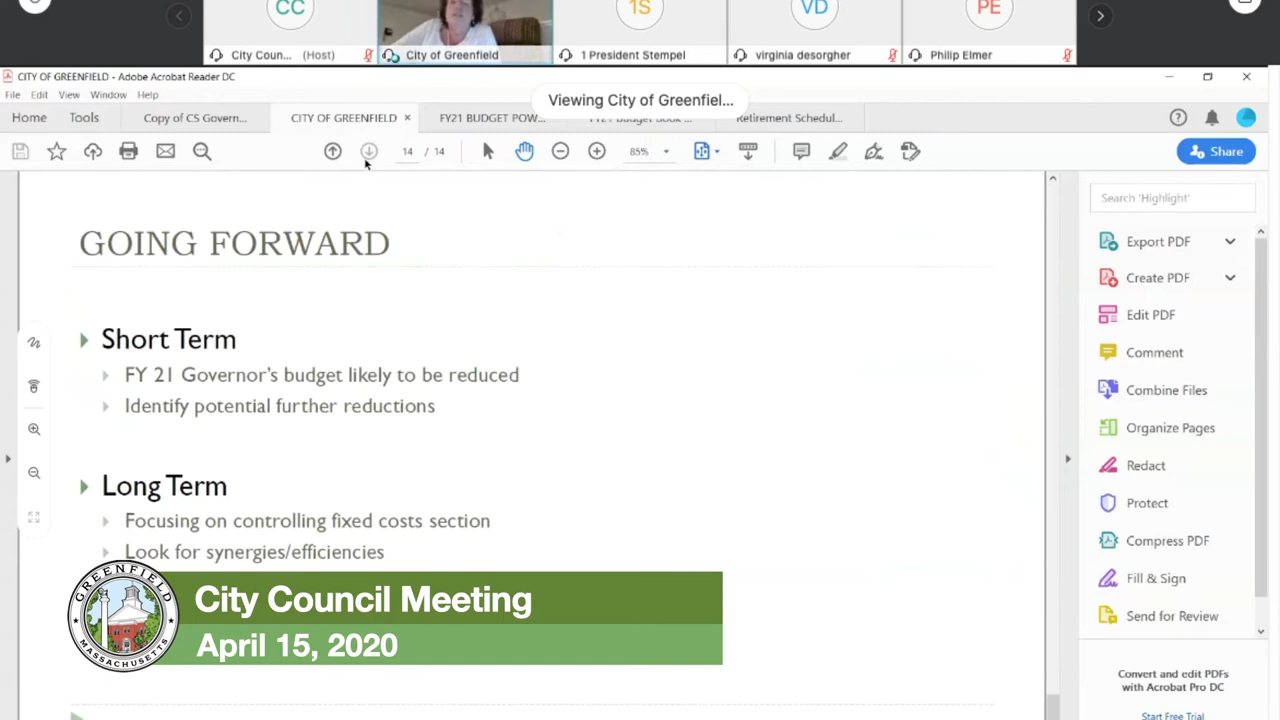 CC
1S
VD
PE
City Coun... (Host)
City of Greenfield
1 President Stempel
virginia desorgher
Philip Elmer
CITY OF GREENFIELD - Adobe Acrobat Reader DC
File Edit View Window Help
Viewing City of Greenfiel...
Home Tools Copy of CS Govern... CITY OF GREENFIELD × FY21 BUDGET POW... FY21 Budget Book ... Retirement Schedul...
14 / 14 85% Share
Search 'Highlight'
GOING FORWARD
Short Term
FY 21 Governor's budget likely to be reduced
Identify potential further reductions
Long Term
Focusing on controlling fixed costs section
Look for synergies/efficiencies
Export PDF
Create PDF
Edit PDF
Comment
Combine Files
Organize Pages
Redact
Protect
Compress PDF
Fill & Sign
Send for Review
Convert and edit PDFs
with Acrobat Pro DC
Start Free Trial
GREENFIELD
MASSACHUSETTS
City Council Meeting
April 15, 2020